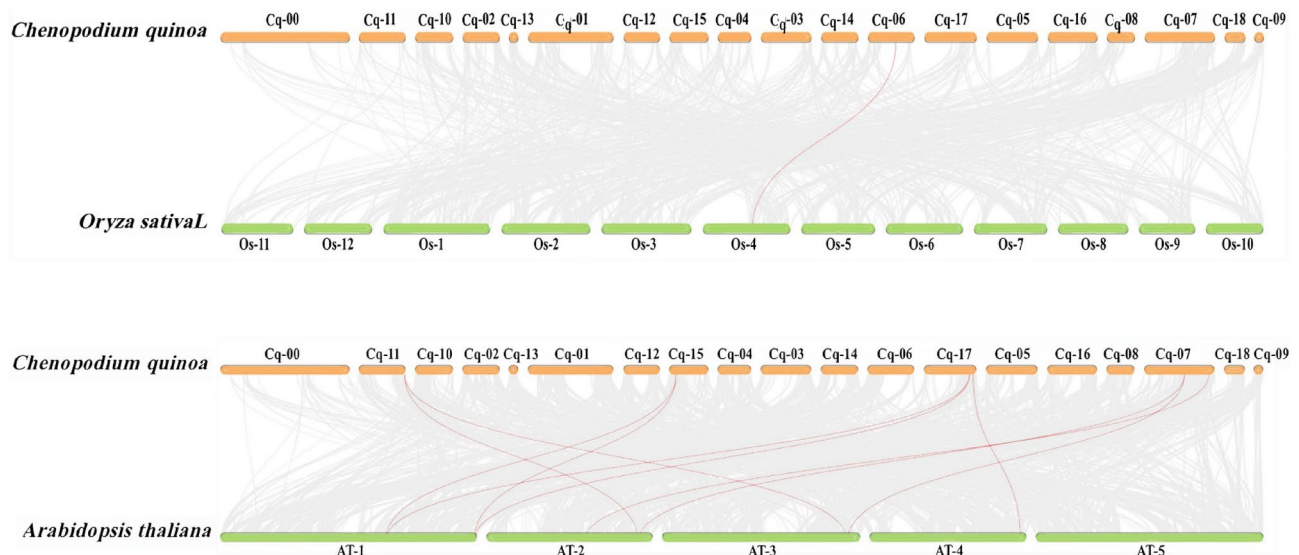 Chenopodium quinoa Cq-00 Cq-11 Cq-10 Cq-02 Cq-13 Cq-01 Cq-12 Cq-15 Cq-04 Cq-03 Cq-14 Cq-06 Cq-17 Cq-05 Cq-16 Cq-08 Cq-07 Cq-18 Cq-09
Oryza sativaL
Os-11 Os-12 Os-1 Os-2 Os-3 Os-4 Os-5 Os-6 Os-7 Os-8 Os-9 Os-10
Chenopodium quinoa Cq-00 Cq-11 Cq-10 Cq-02 Cq-13 Cq-01 Cq-12 Cq-15 Cq-04 Cq-03 Cq-14 Cq-06 Cq-17 Cq-05 Cq-16 Cq-08 Cq-07 Cq-18 Cq-09
Arabidopsis thaliana
AT-1 AT-2 AT-3 AT-4 AT-5